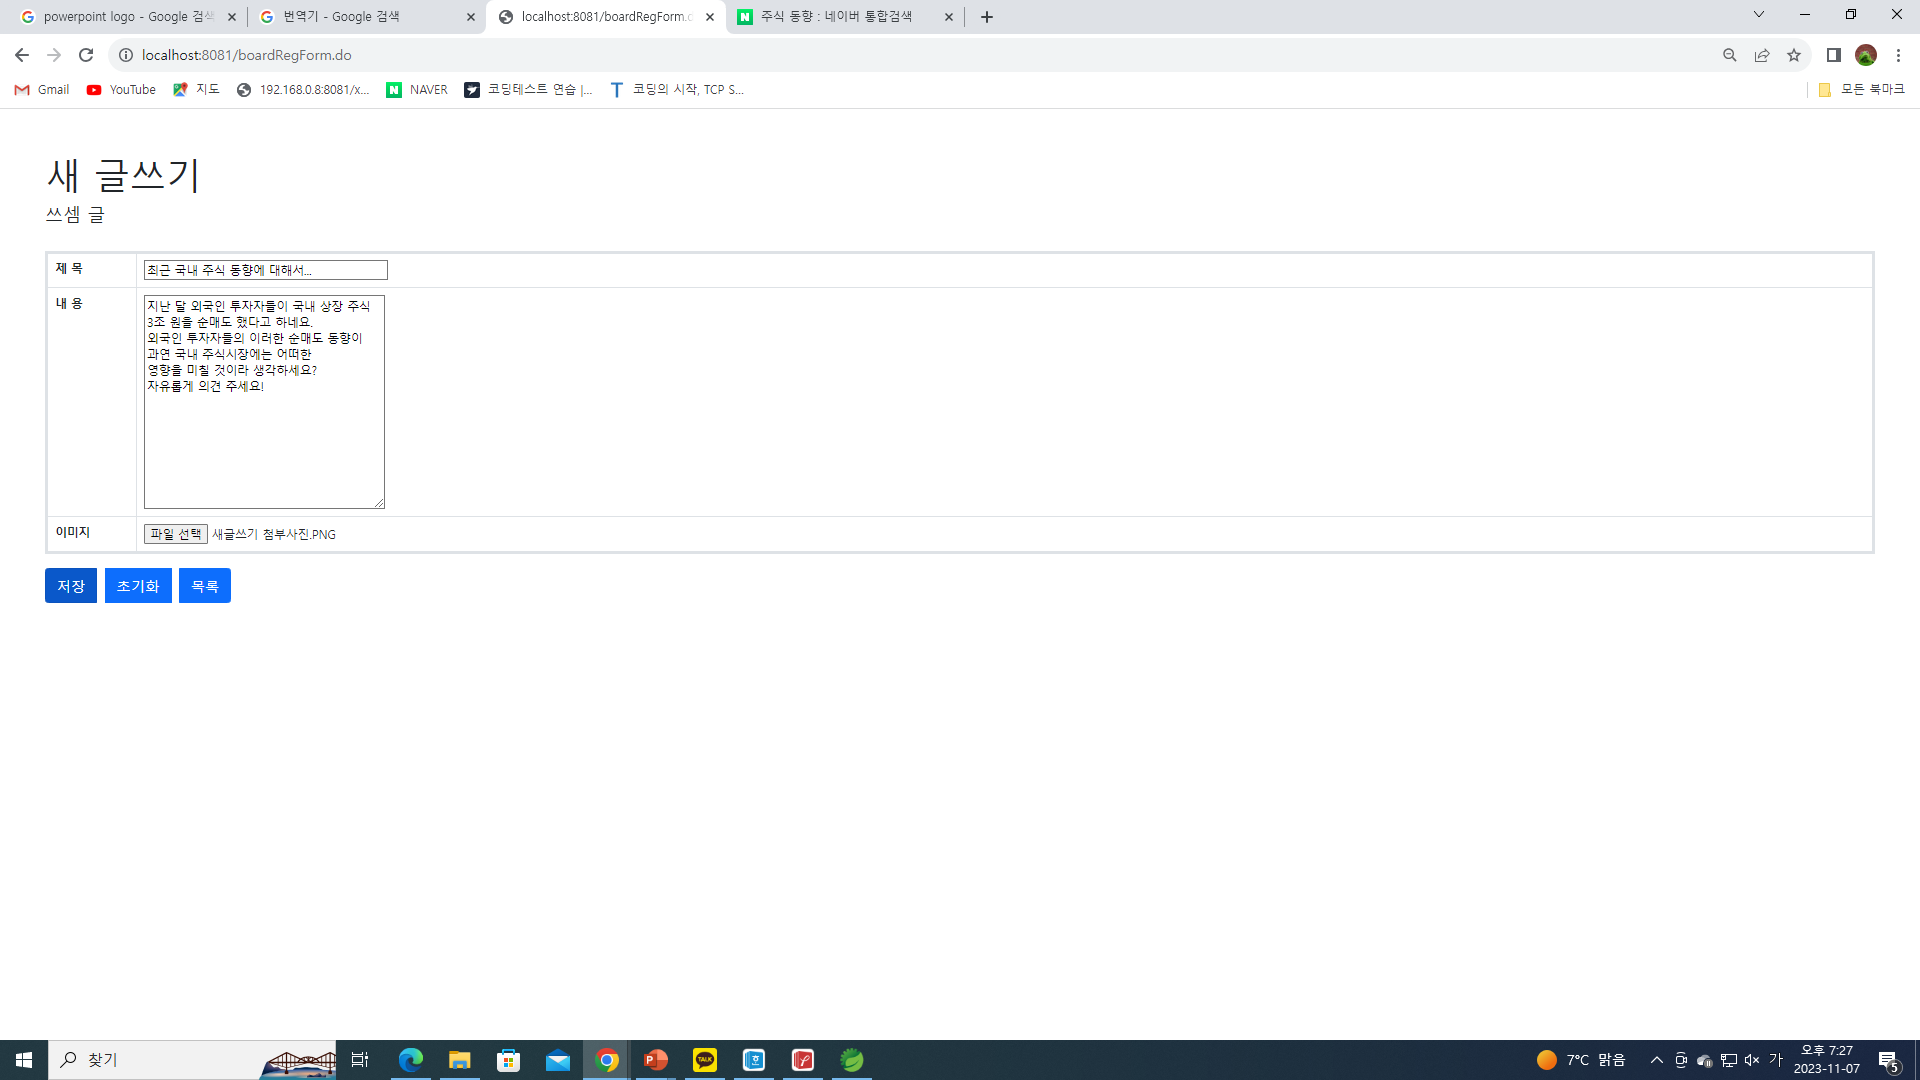 powerpoint logo - Google 검색
번역기 - Google 검색
localhost:8081/boardRegForm.d
주식 동향 : 네이버 통합검색
localhost:8081/boardRegForm.do
Gmail
YouTube
지도
192.168.0.8:8081/x...
NAVER
코딩테스트 연습 |...
코딩의 시작, TCP S...
모든 북마크
새 글쓰기
쓰셈 글
제 목
최근 국내 주식 동향에 대해서...
내 용
지난 달 외국인 투자자들이 국내 상장 주식
3조 원을 순매도 했다고 하네요.
외국인 투자자들의 이러한 순매도 동향이
과연 국내 주식시장에는 어떠한
영향을 미칠 것이라 생각하세요?
자유롭게 의견 주세요!
이미지
파일 선택 새글쓰기 첨부사진.PNG
저장
초기화
목록
찾기
TALK
7°C 맑음
가
오후 7:27
2023-11-07
5